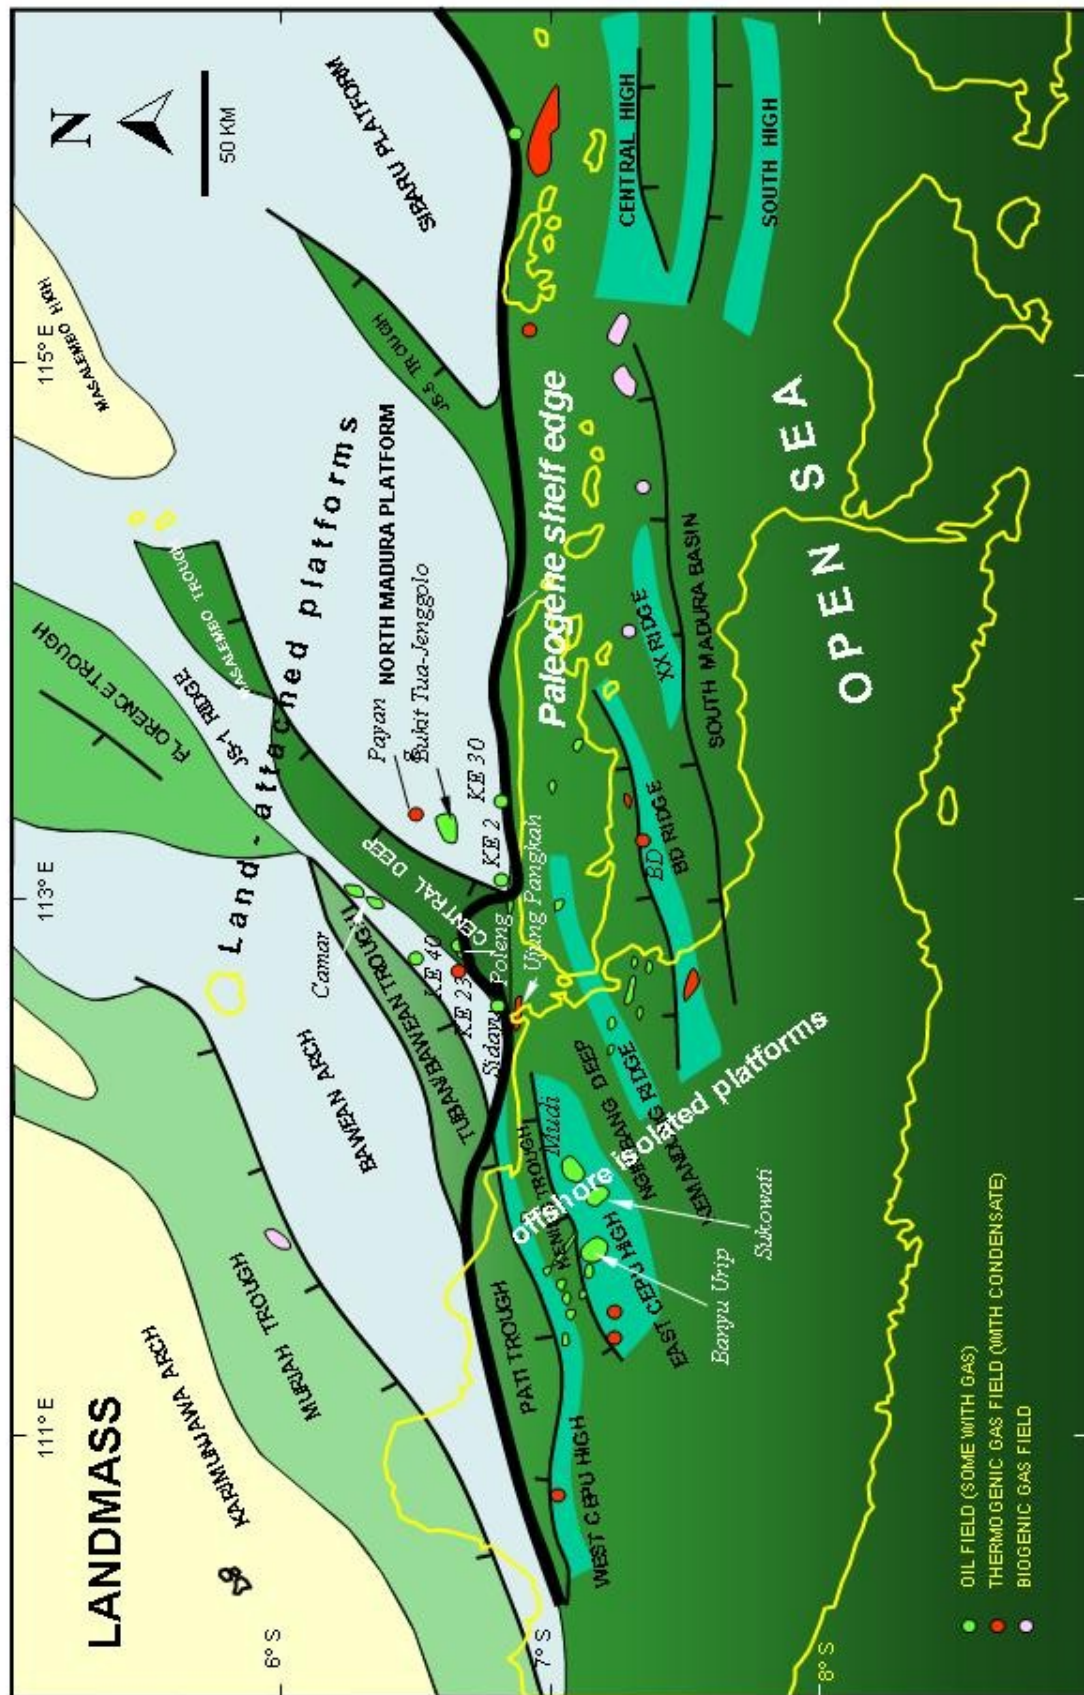 111° E
113° E
115° E
LANDMASS
N
50 KM
KARIMUNJAWA ARCH
MURIAH TROUGH
BAWEAN ARCH
FLORENCE TROUGH
JS-1 RIDGE
MASALEMBO TROUGH
MASALEMBO HIGH
SIBARU PLATFORM
6° S
Land - attached platforms
Camar
TUBAN/BAWEAN TROUGH
CENTRAL DEEP
JS-5 TROUGH
Payan
NORTH MADURA PLATFORM
Bukit Tua-Jenggolo
KE 40
KE 23
KE 2
KE 30
Sidayu
Poleng
Ujung Pangkah
PATI TROUGH
TROUGH
Mudi
Paleogene shelf edge
7° S
offshore isolated platforms
WEST CEPU HIGH
EAST CEPU HIGH
NGIMBANG DEEP
KEMANDUNG RIDGE
BD
BD RIDGE
XX RIDGE
CENTRAL HIGH
Banyu Urip
Sukowati
SOUTH MADURA BASIN
SOUTH HIGH
OPEN SEA
8° S
OIL FIELD (SOME WITH GAS)
THERMOGENIC GAS FIELD (WITH CONDENSATE)
BIOGENIC GAS FIELD